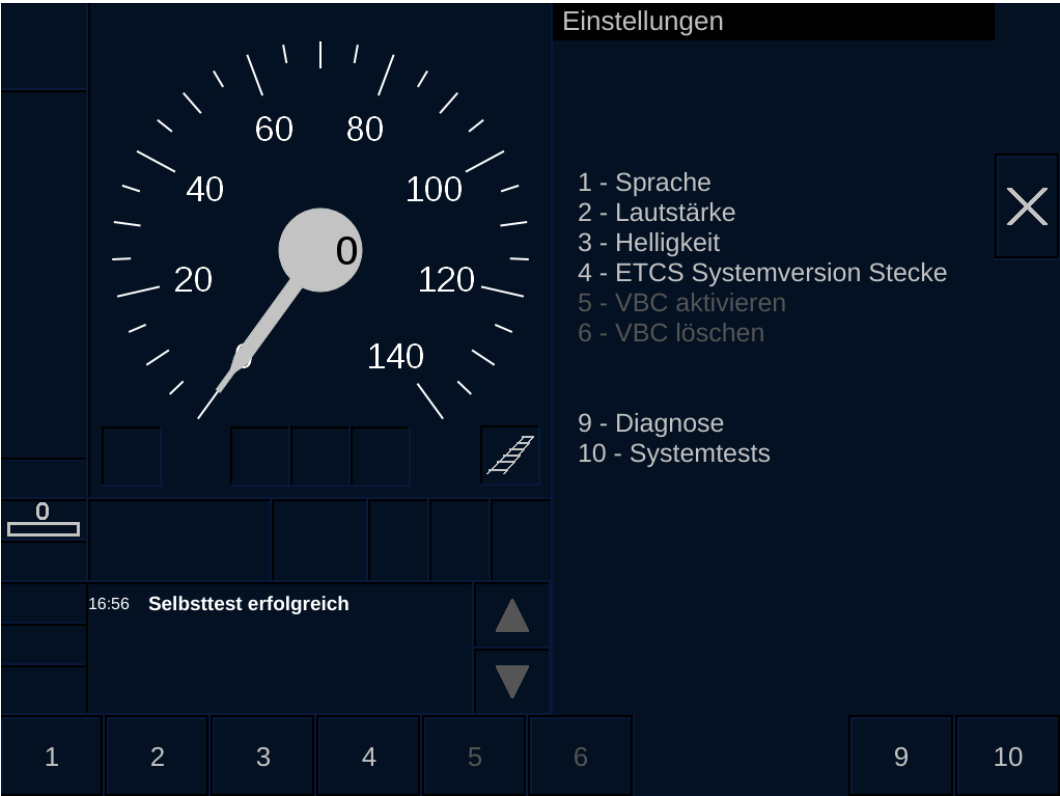 Einstellungen
60 80
40 100
0
20 120
0 140
1 - Sprache
2 - Lautstärke
3 - Helligkeit
4 - ETCS Systemversion Stecke
5 - VBC aktivieren
6 - VBC löschen
9 - Diagnose
10 - Systemtests
0
16:56 Selbsttest erfolgreich
1 2 3 4 5 6 9 10